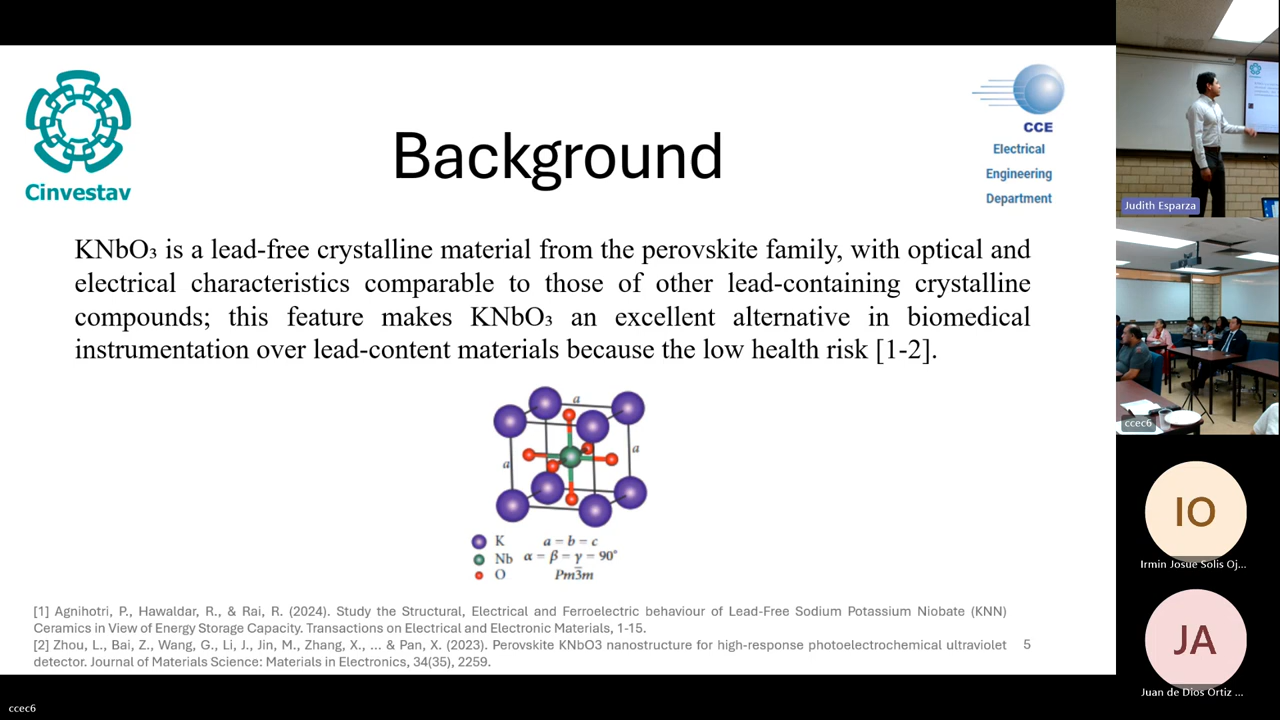 Cinvestav
CCE
Electrical
Engineering
Department
Background
KNbO₃ is a lead-free crystalline material from the perovskite family, with optical and
electrical characteristics comparable to those of other lead-containing crystalline
compounds; this feature makes KNbO₃ an excellent alternative in biomedical
instrumentation over lead-content materials because the low health risk [1-2].
a
a
a
K
Nb
O
a = b = c
α = β = γ = 90°
Pm3̅m
[1] Agnihotri, P., Hawaldar, R., & Rai, R. (2024). Study the Structural, Electrical and Ferroelectric behaviour of Lead-Free Sodium Potassium Niobate (KNN)
Ceramics in View of Energy Storage Capacity. Transactions on Electrical and Electronic Materials, 1-15.
[2] Zhou, L., Bai, Z., Wang, G., Li, J., Jin, M., Zhang, X., ... & Pan, X. (2023). Perovskite KNbO3 nanostructure for high-response photoelectrochemical ultraviolet
detector. Journal of Materials Science: Materials in Electronics, 34(35), 2259.
5
Judith Esparza
ccec6
IO
Irmin Josue Solis Oj...
JA
Juan de Dios Ortiz ...
ccec6